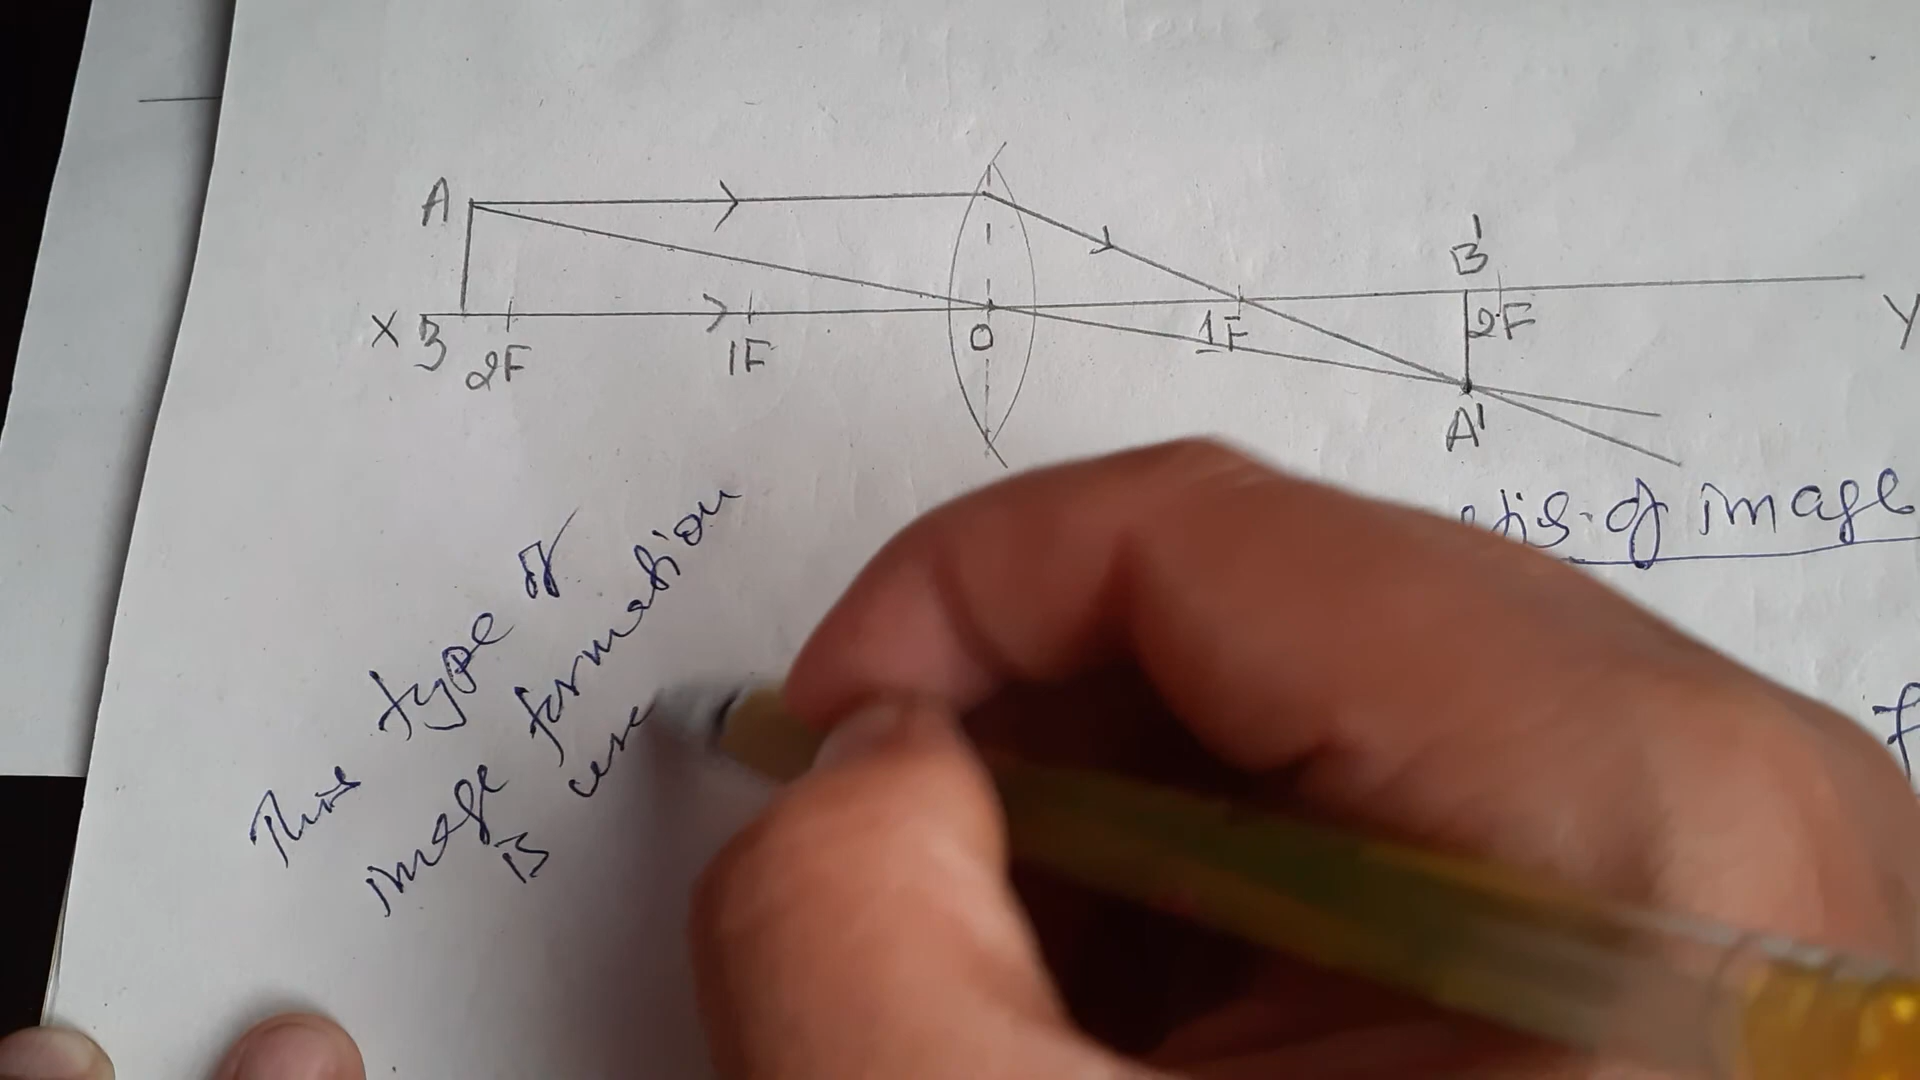 A
B'
X B 2F 1F O 1F 2F Y
A'
of image
This type of
image formation
is